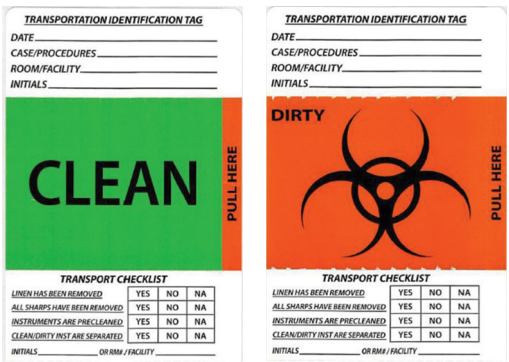 TRANSPORTATION IDENTIFICATION TAG
DATE
CASE/PROCEDURES
ROOM/FACILITY
INITIALS
CLEAN
PULL HERE
TRANSPORT CHECKLIST
LINEN HAS BEEN REMOVED YES NO NA
ALL SHARPS HAVE BEEN REMOVED YES NO NA
INSTRUMENTS ARE PRECLEANED YES NO NA
CLEAN/DIRTY INST ARE SEPARATED YES NO NA
INITIALS OR RM# / FACILITY
TRANSPORTATION IDENTIFICATION TAG
DATE
CASE/PROCEDURES
ROOM/FACILITY
INITIALS
DIRTY
PULL HERE
TRANSPORT CHECKLIST
LINEN HAS BEEN REMOVED YES NO NA
ALL SHARPS HAVE BEEN REMOVED YES NO NA
INSTRUMENTS ARE PRECLEANED YES NO NA
CLEAN/DIRTY INST ARE SEPARATED YES NO NA
INITIALS OR RM# / FACILITY